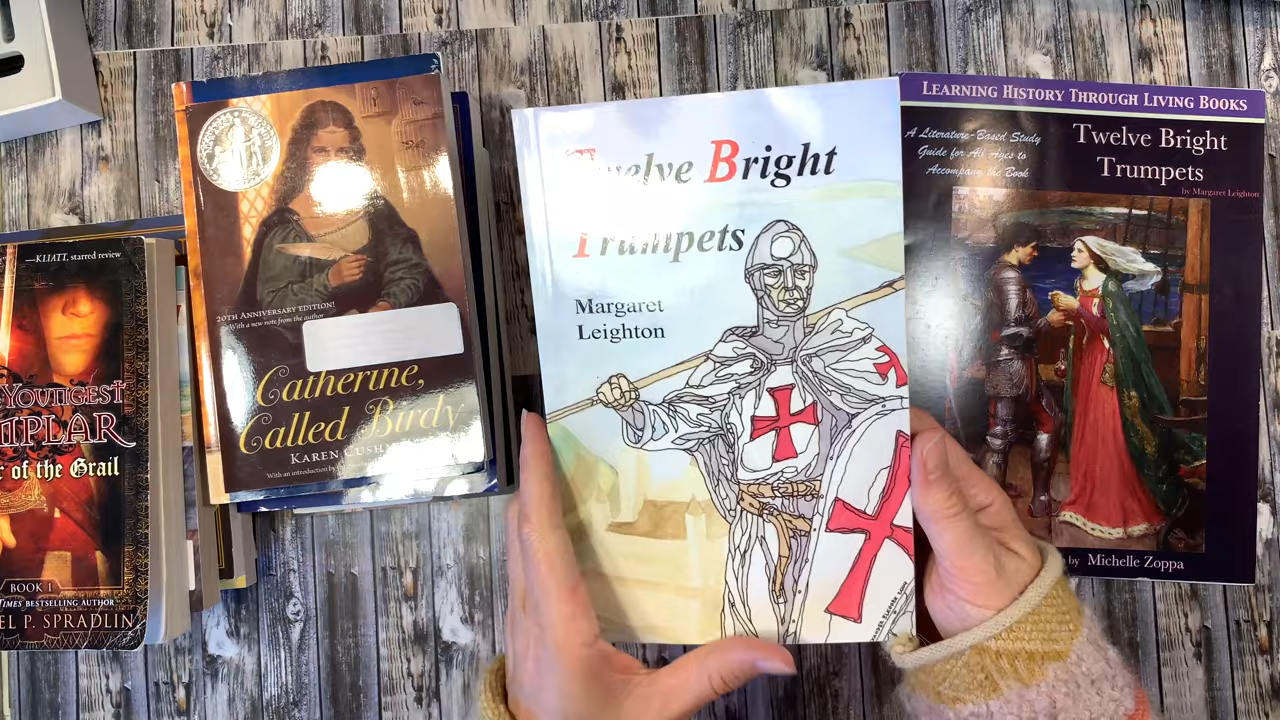 —KLIATT, starred review
YOUNGEST
MPLAR
of the Grail
BOOK 1
TIMES BESTSELLING AUTHOR
EL P. SPRADLIN
20TH ANNIVERSARY EDITION!
With a new note from the author
Catherine,
Called Birdy
KAREN
With an introduction by
Twelve Bright
Trumpets
Margaret
Leighton
LEARNING HISTORY THROUGH LIVING BOOKS
A Literature-Based Study
Guide for All Ages to
Accompany the Book
Twelve Bright
Trumpets
by Margaret Leighton
by Michelle Zoppa